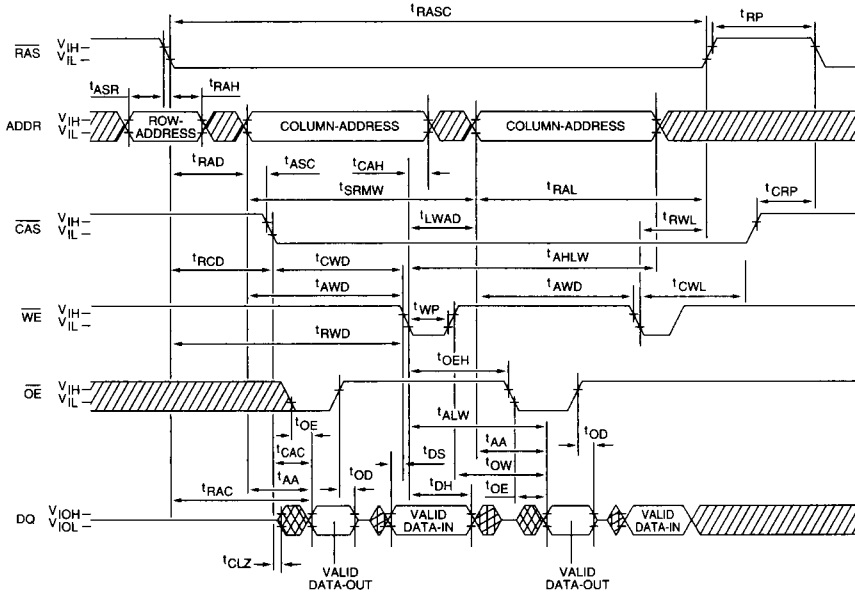 tRASC
tRP
RAS
VIH
VIL
tASR
tRAH
ADDR
VIH
VIL
ROW-
ADDRESS
COLUMN-ADDRESS
COLUMN-ADDRESS
tRAD
tASC
tCAH
tSRMW
tRAL
tCRP
CAS
VIH
VIL
tLWAD
tRWL
tRCD
tCWD
tAHLW
tAWD
tWP
tAWD
tCWL
WE
VIH
VIL
tRWD
tOEH
OE
VIH
VIL
tALW
tOE
tAA
tOD
tCAC
tDS
tOW
tAA
tOD
tDH
tOE
tRAC
DQ
VIOH
VIOL
VALID
DATA-IN
VALID
DATA-IN
tCLZ
VALID
DATA-OUT
VALID
DATA-OUT